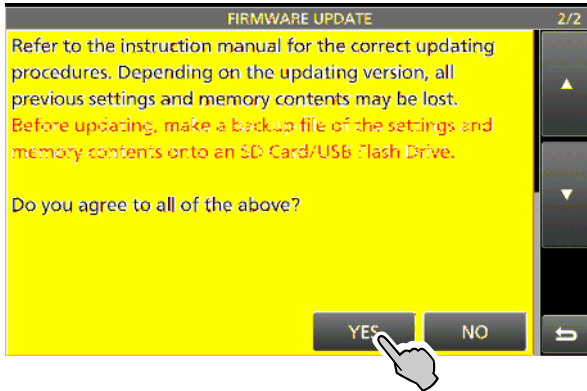 FIRMWARE UPDATE 2/2
Refer to the instruction manual for the correct updating
procedures. Depending on the updating version, all
previous settings and memory contents may be lost.
Before updating, make a backup file of the settings and
memory contents onto an SD Card/USB Flash Drive.
Do you agree to all of the above?
YES NO